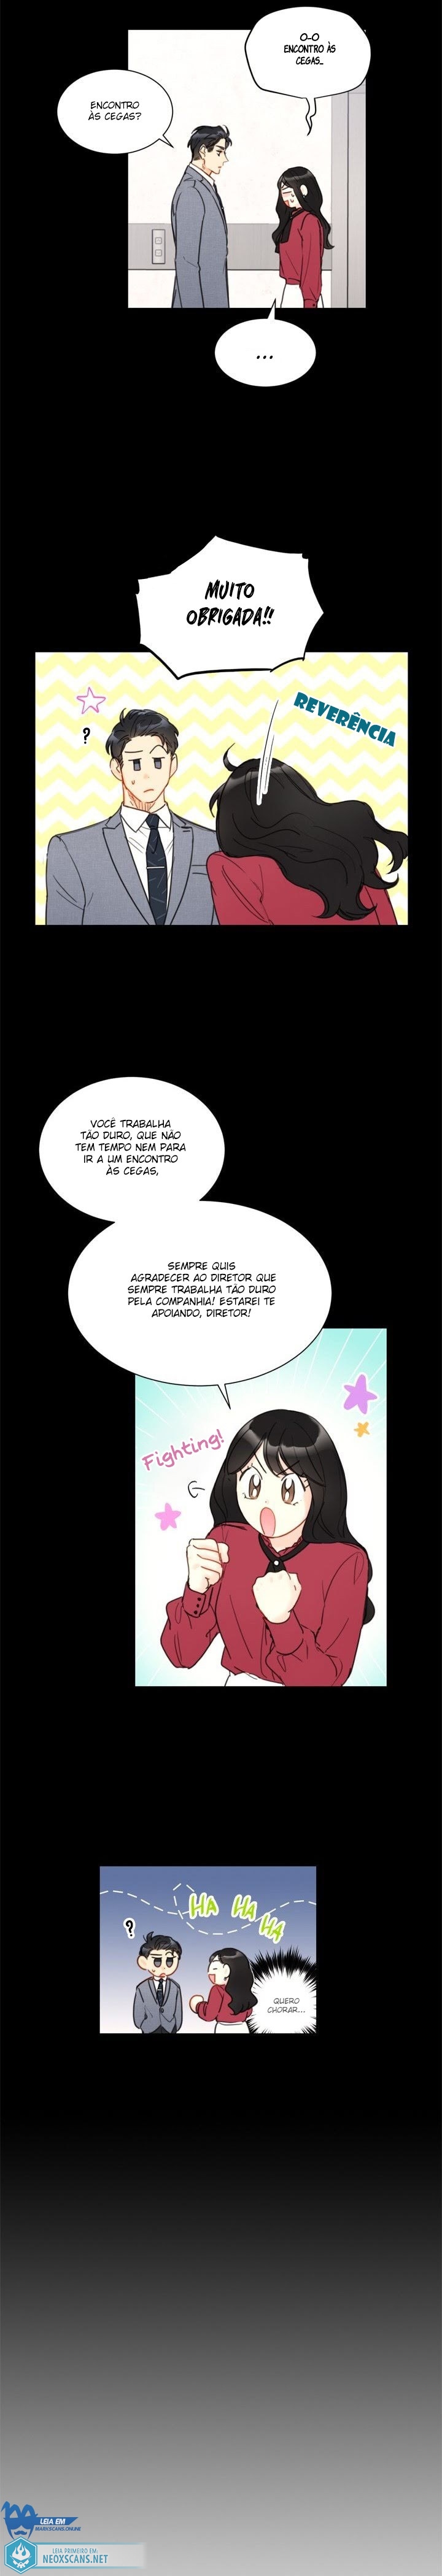 O-O
ENCONTRO ÀS
CEGAS...
ENCONTRO
ÀS CEGAS?
...
MUITO
OBRIGADA!!
REVERÊNCIA
?
VOCÊ TRABALHA
TÃO DURO, QUE NÃO
TEM TEMPO NEM PARA
IR A UM ENCONTRO
ÀS CEGAS,
SEMPRE QUIS
AGRADECER AO DIRETOR QUE
SEMPRE TRABALHA TÃO DURO
PELA COMPANHIA! ESTAREI TE
APOIANDO, DIRETOR!
Fighting!
HA HA HA
?
QUERO
CHORAR...
LEIA EM
MARKSCANS.ONLINE
LEIA PRIMEIRO EM:
NEOXSCANS.NET